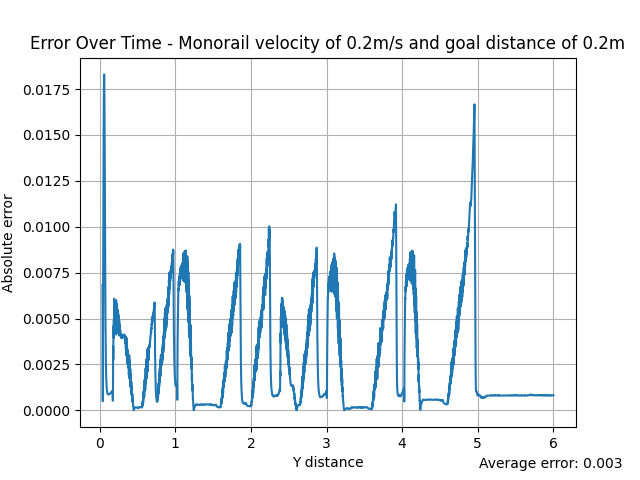 Error Over Time - Monorail velocity of 0.2m/s and goal distance of 0.2m
0.0175
0.0150
0.0125
0.0100
0.0075
0.0050
0.0025
0.0000
Absolute error
0 1 2 3 4 5 6
Y distance
Average error: 0.003